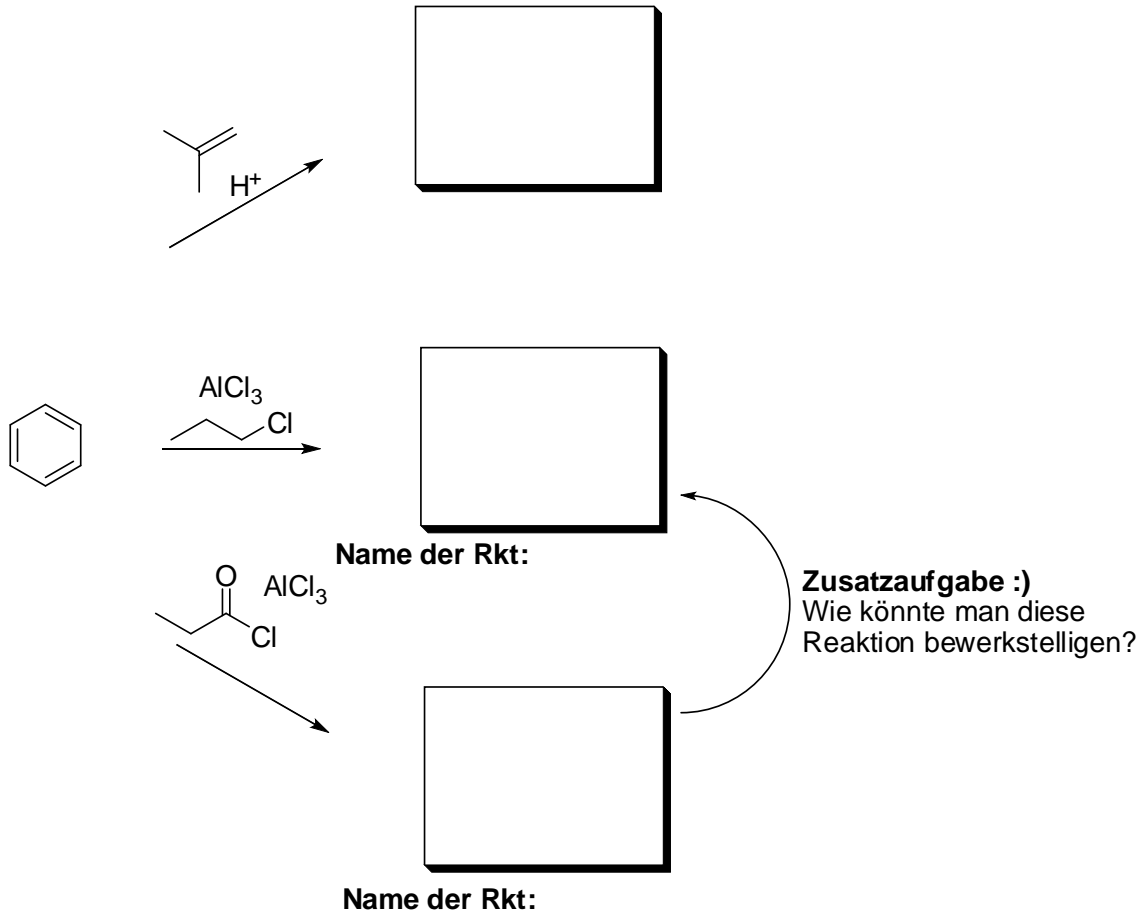 H+
AlCl3
Cl
Name der Rkt:
O
AlCl3
Cl
Zusatzaufgabe :)
Wie könnte man diese
Reaktion bewerkstelligen?
Name der Rkt: